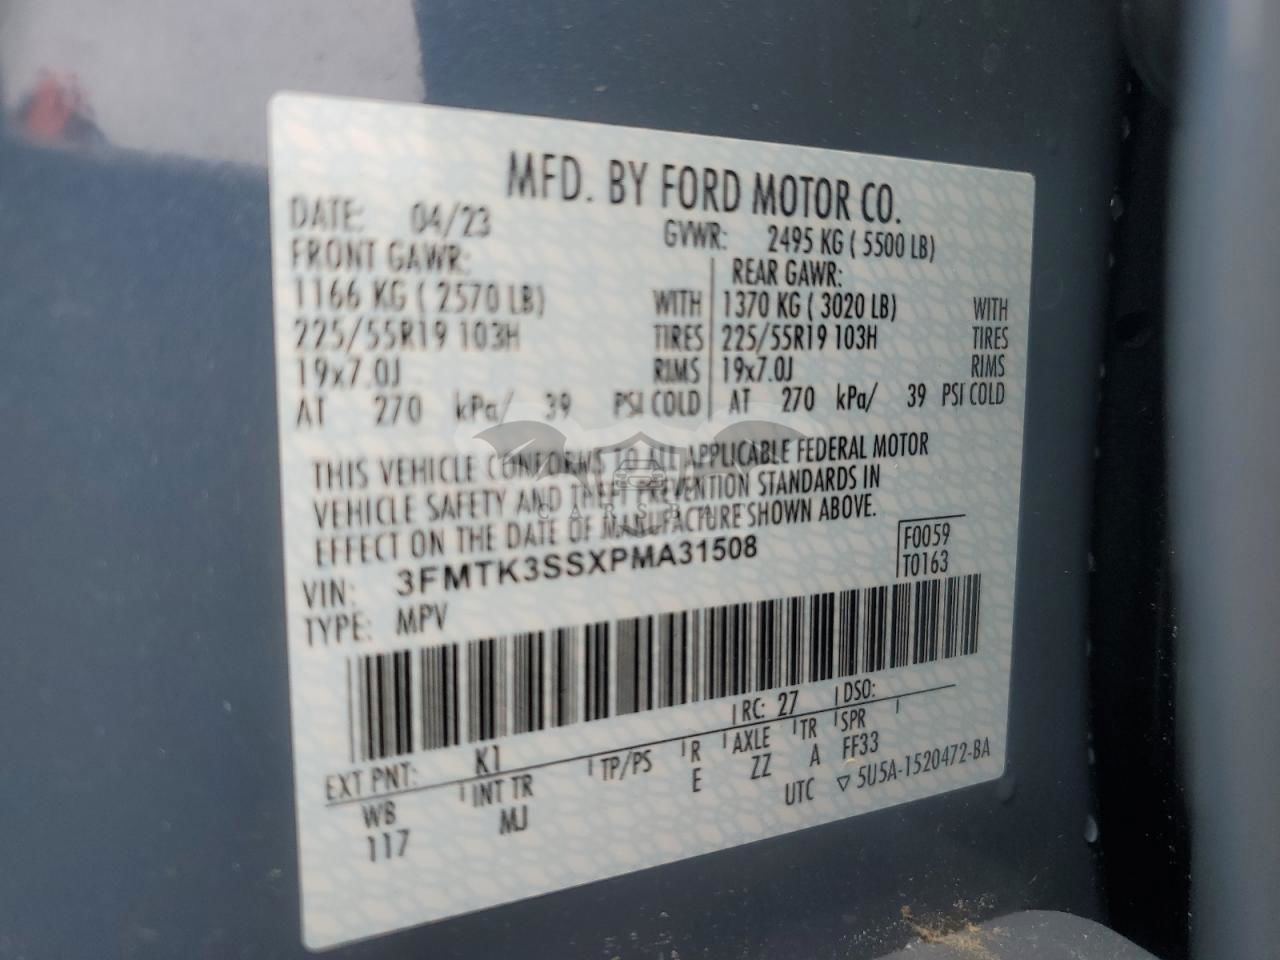 MFD. BY FORD MOTOR CO.
DATE: 04/23 GVWR: 2495 KG ( 5500 LB)
FRONT GAWR: REAR GAWR:
1166 KG ( 2570 LB) WITH 1370 KG ( 3020 LB) WITH
225/55R19 103H TIRES 225/55R19 103H TIRES
19x7.0J RIMS 19x7.0J RIMS
AT 270 kPa/ 39 PSI COLD AT 270 kPa/ 39 PSI COLD
THIS VEHICLE CONFORMS TO ALL APPLICABLE FEDERAL MOTOR
VEHICLE SAFETY AND THEFT PREVENTION STANDARDS IN
EFFECT ON THE DATE OF MANUFACTURE SHOWN ABOVE.
VIN: 3FMTK3SSXPMA31508 F0059
TYPE: MPV T0163
EXT PNT: K1 RC: 27 DSO:
WB INT TR TP/PS R AXLE TR SPR
117 MJ E ZZ A FF33
UTC ▽ 5U5A-1520472-BA